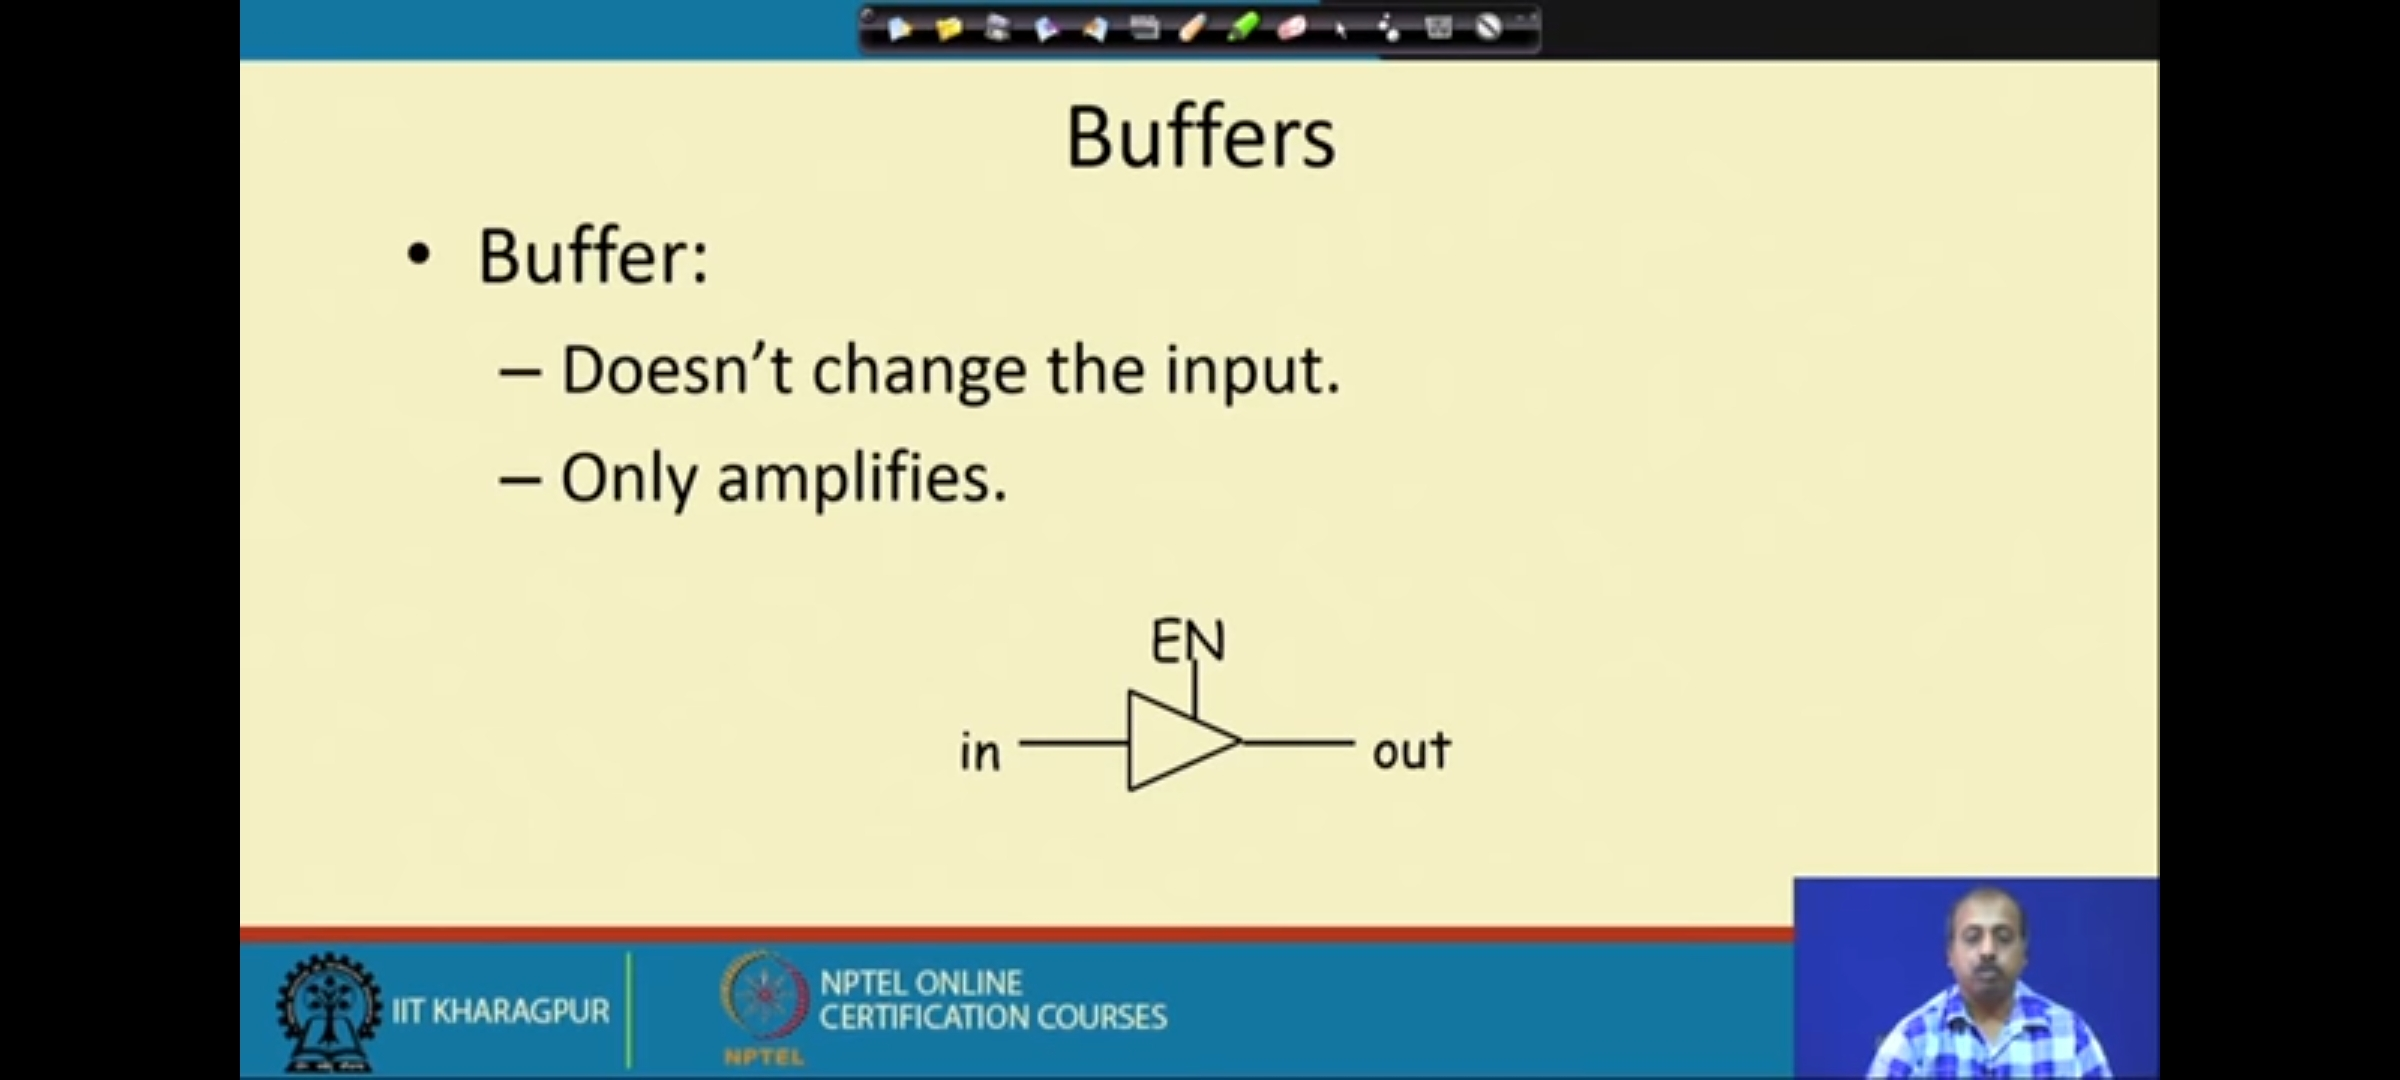 Buffers
• Buffer:
– Doesn't change the input.
– Only amplifies.
EN
in
out
IIT KHARAGPUR
NPTEL ONLINE
CERTIFICATION COURSES
NPTEL